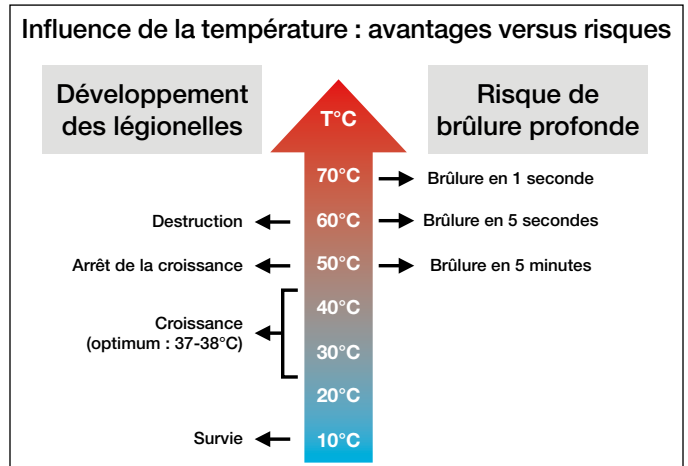 Influence de la température : avantages versus risques
Développement
des légionelles
T°C
Risque de
brûlure profonde
70°C
Brûlure en 1 seconde
Destruction
60°C
Brûlure en 5 secondes
Arrêt de la croissance
50°C
Brûlure en 5 minutes
40°C
Croissance
(optimum : 37-38°C)
30°C
20°C
Survie
10°C